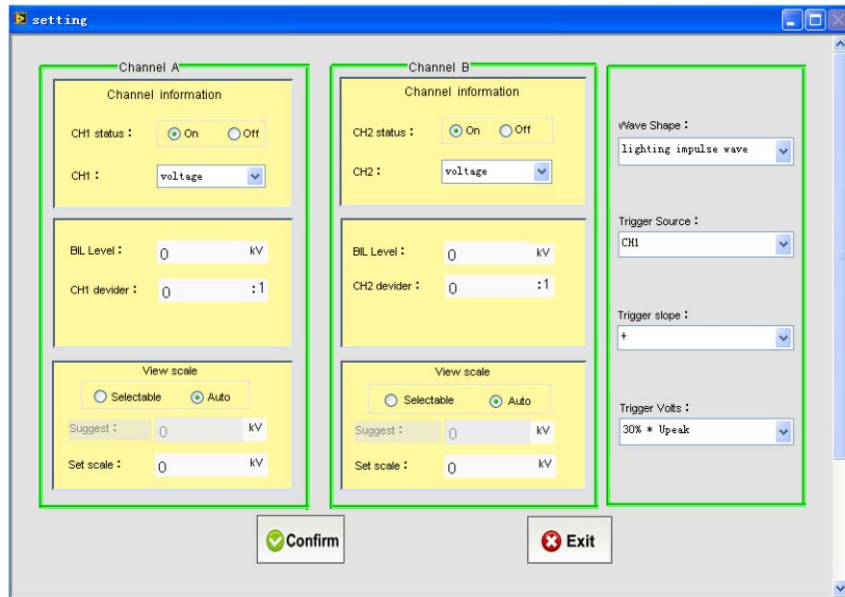 setting
Channel A
Channel information
CH1 status :
On
Off
CH1 :
voltage
BIL Level :
0
kV
CH1 devider :
0
:1
View scale
Selectable
Auto
Suggest :
0
kV
Set scale :
0
kV
Channel B
Channel information
CH2 status :
On
Off
CH2 :
voltage
BIL Level :
0
kV
CH2 devider :
0
:1
View scale
Selectable
Auto
Suggest :
0
kV
Set scale :
0
kV
Wave Shape :
lighting impulse wave
Trigger Source :
CH1
Trigger slope :
+
Trigger Volts :
30% * Upeak
Confirm
Exit